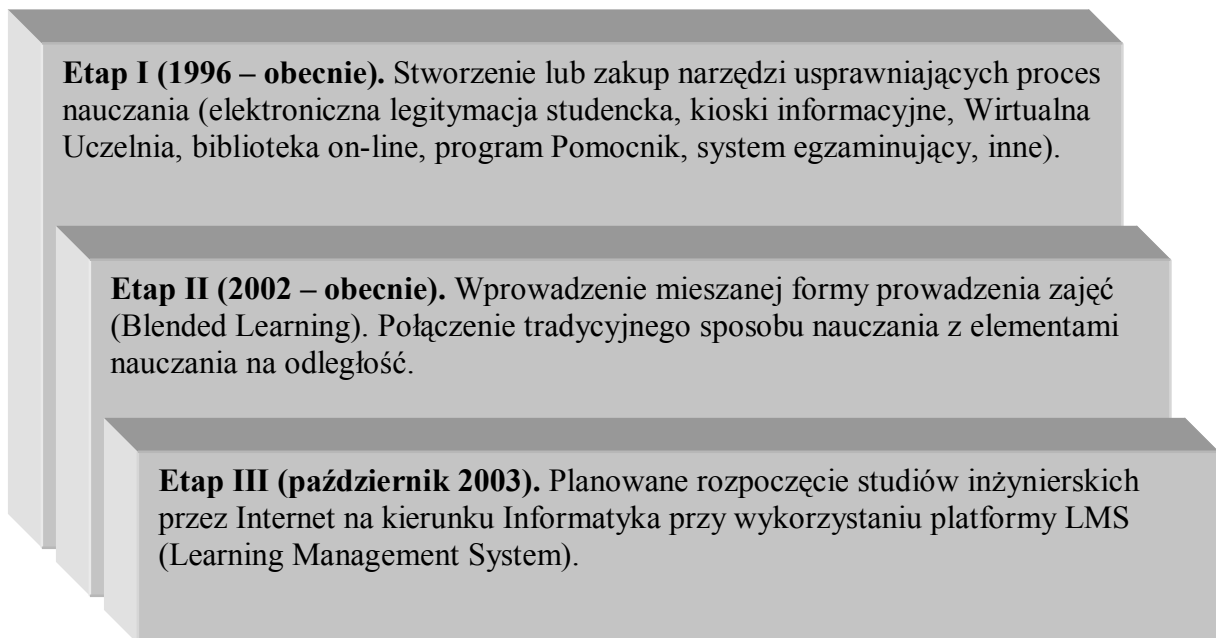 Etap I (1996 – obecnie). Stworzenie lub zakup narzędzi usprawniających proces
nauczania (elektroniczna legitymacja studencka, kioski informacyjne, Wirtualna
Uczelnia, biblioteka on-line, program Pomocnik, system egzaminujący, inne).
Etap II (2002 – obecnie). Wprowadzenie mieszanej formy prowadzenia zajęć
(Blended Learning). Połączenie tradycyjnego sposobu nauczania z elementami
nauczania na odległość.
Etap III (październik 2003). Planowane rozpoczęcie studiów inżynierskich
przez Internet na kierunku Informatyka przy wykorzystaniu platformy LMS
(Learning Management System).